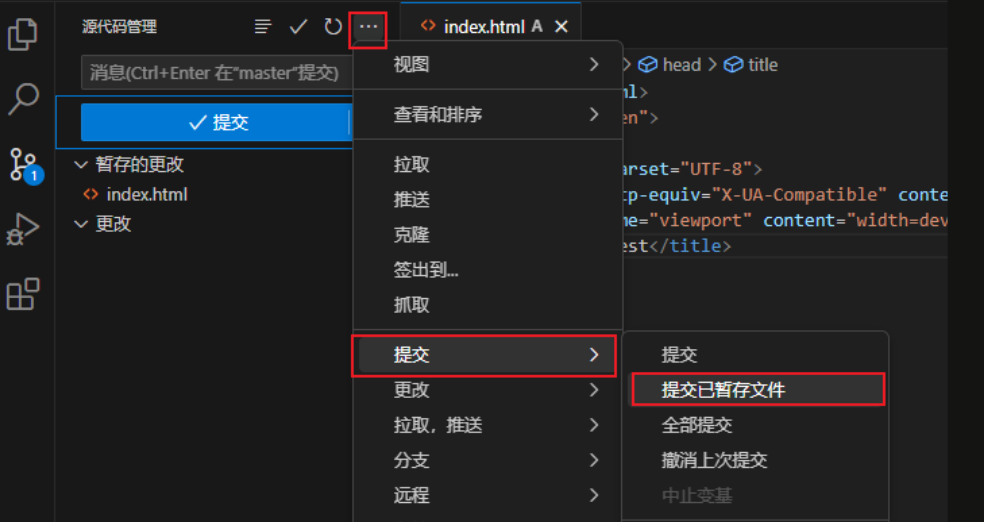 源代码管理
index.html A
消息(Ctrl+Enter 在"master"提交)
提交
暂存的更改
index.html
更改
1
视图
查看和排序
拉取
推送
克隆
签出到...
抓取
提交
更改
拉取，推送
分支
远程
head > title
ml>
en">
arset="UTF-8">
tp-equiv="X-UA-Compatible" conte
me="viewport" content="width=dev
est</title>
提交
提交已暂存文件
全部提交
撤消上次提交
中止变基